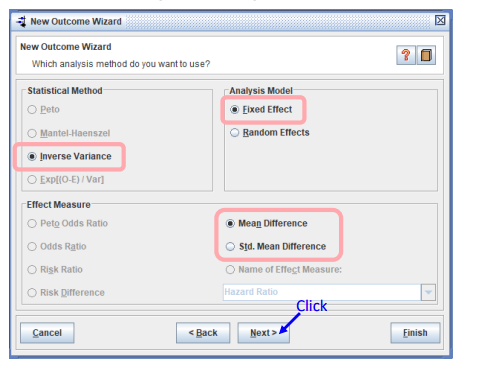 New Outcome Wizard
New Outcome Wizard
Which analysis method do you want to use?
Statistical Method
Peto
Mantel-Haenszel
Inverse Variance
Exp[(O-E) / Var]
Analysis Model
Fixed Effect
Random Effects
Effect Measure
Peto Odds Ratio
Odds Ratio
Risk Ratio
Risk Difference
Mean Difference
Std. Mean Difference
Name of Effect Measure:
Hazard Ratio
Click
Cancel
< Back
Next >
Finish